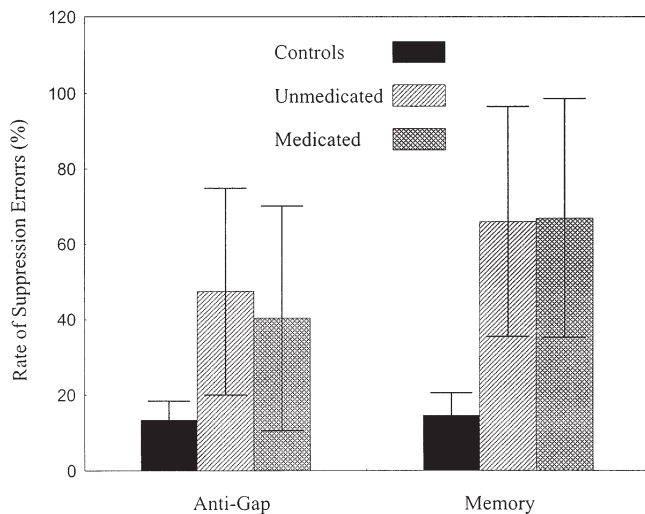 120
100
80
60
40
20
0
Rate of Suppression Errorrs (%)
Controls
Unmedicated
Medicated
Anti-Gap
Memory